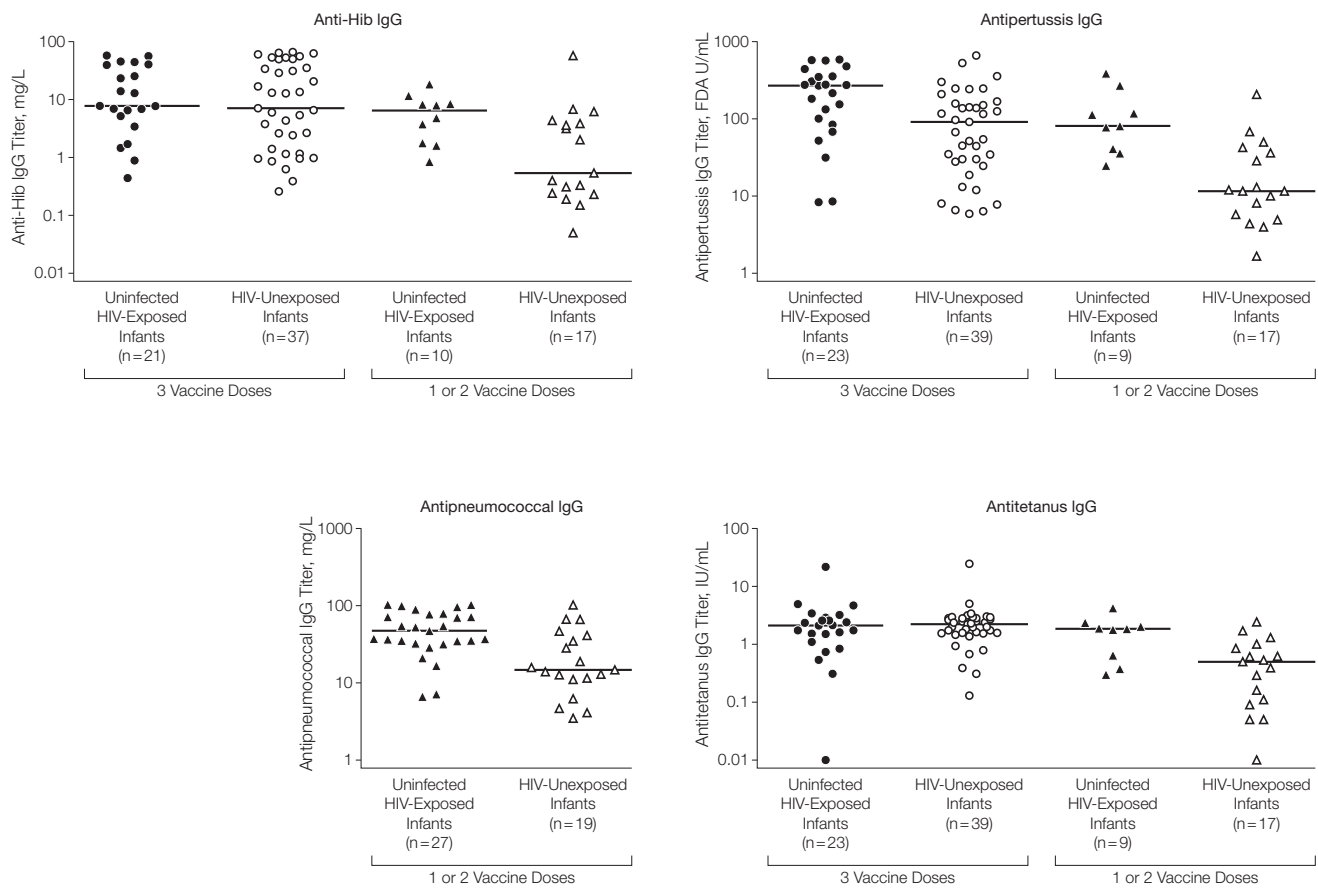 Anti-Hib IgG
Anti-Hib IgG Titer, mg/L
100
10
1
0.1
0.01
Uninfected
HIV-Exposed
Infants
(n=21)
HIV-Unexposed
Infants
(n=37)
Uninfected
HIV-Exposed
Infants
(n=10)
HIV-Unexposed
Infants
(n=17)
3 Vaccine Doses
1 or 2 Vaccine Doses
Antipertussis IgG
Antipertussis IgG Titer, FDA U/mL
1000
100
10
1
Uninfected
HIV-Exposed
Infants
(n=23)
HIV-Unexposed
Infants
(n=39)
Uninfected
HIV-Exposed
Infants
(n=9)
HIV-Unexposed
Infants
(n=17)
3 Vaccine Doses
1 or 2 Vaccine Doses
Antipneumococcal IgG
Antipneumococcal IgG Titer, mg/L
1000
100
10
1
Uninfected
HIV-Exposed
Infants
(n=27)
HIV-Unexposed
Infants
(n=19)
1 or 2 Vaccine Doses
Antitetanus IgG
Antitetanus IgG Titer, IU/mL
100
10
1
0.1
0.01
Uninfected
HIV-Exposed
Infants
(n=23)
HIV-Unexposed
Infants
(n=39)
Uninfected
HIV-Exposed
Infants
(n=9)
HIV-Unexposed
Infants
(n=17)
3 Vaccine Doses
1 or 2 Vaccine Doses